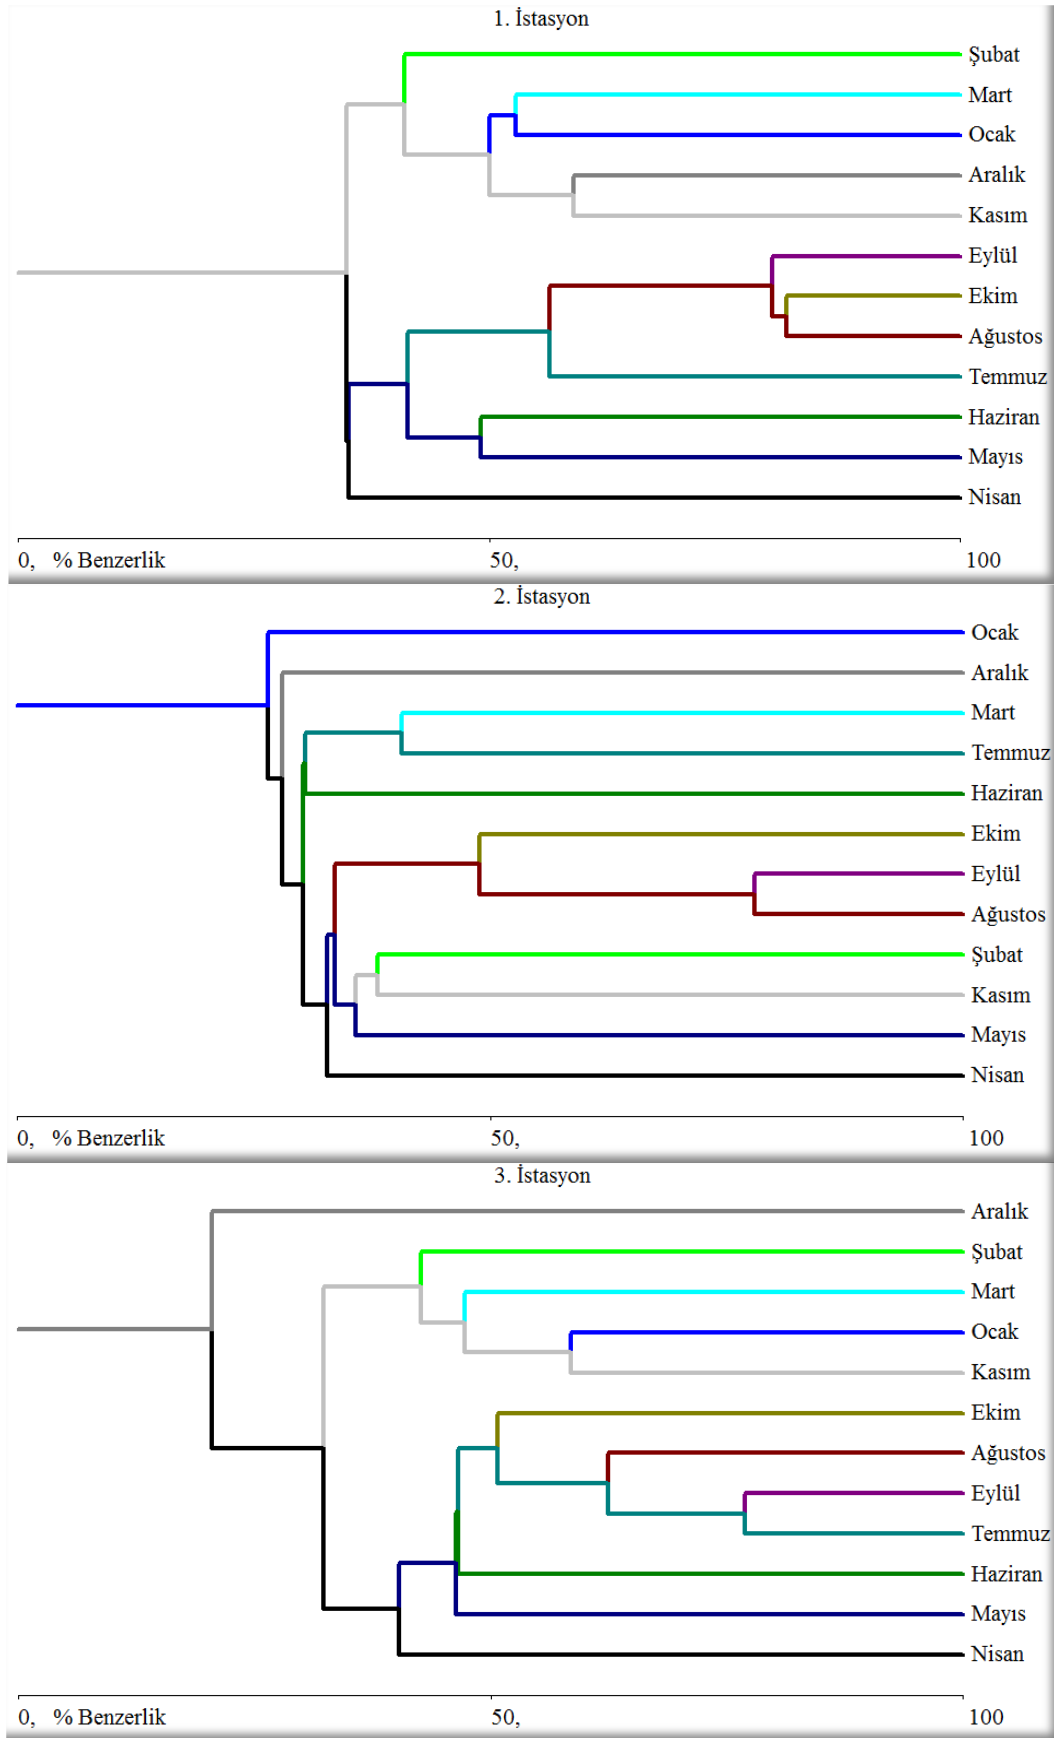 1. İstasyon
Şubat
Mart
Ocak
Aralık
Kasım
Eylül
Ekim
Ağustos
Temmuz
Haziran
Mayıs
Nisan
0, % Benzerlik 50, 100
2. İstasyon
Ocak
Aralık
Mart
Temmuz
Haziran
Ekim
Eylül
Ağustos
Şubat
Kasım
Mayıs
Nisan
0, % Benzerlik 50, 100
3. İstasyon
Aralık
Şubat
Mart
Ocak
Kasım
Ekim
Ağustos
Eylül
Temmuz
Haziran
Mayıs
Nisan
0, % Benzerlik 50, 100